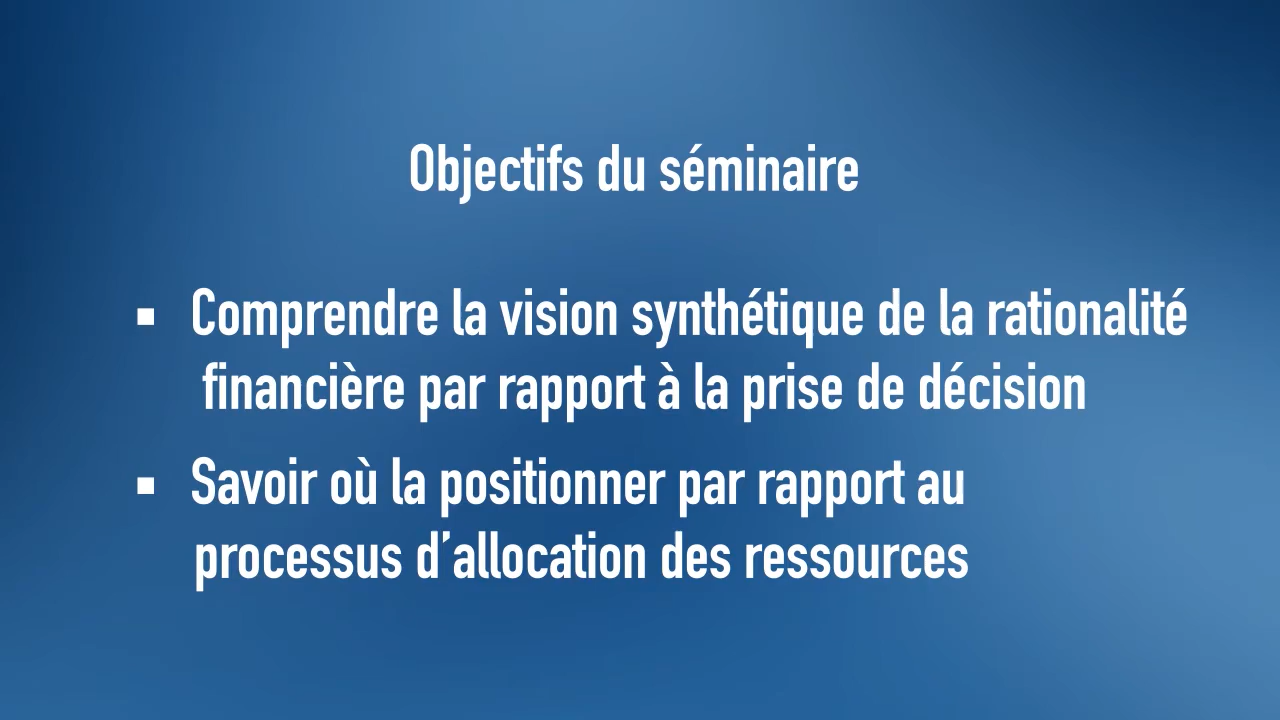 Objectifs du séminaire
▪ Comprendre la vision synthétique de la rationalité
financière par rapport à la prise de décision
▪ Savoir où la positionner par rapport au
processus d’allocation des ressources